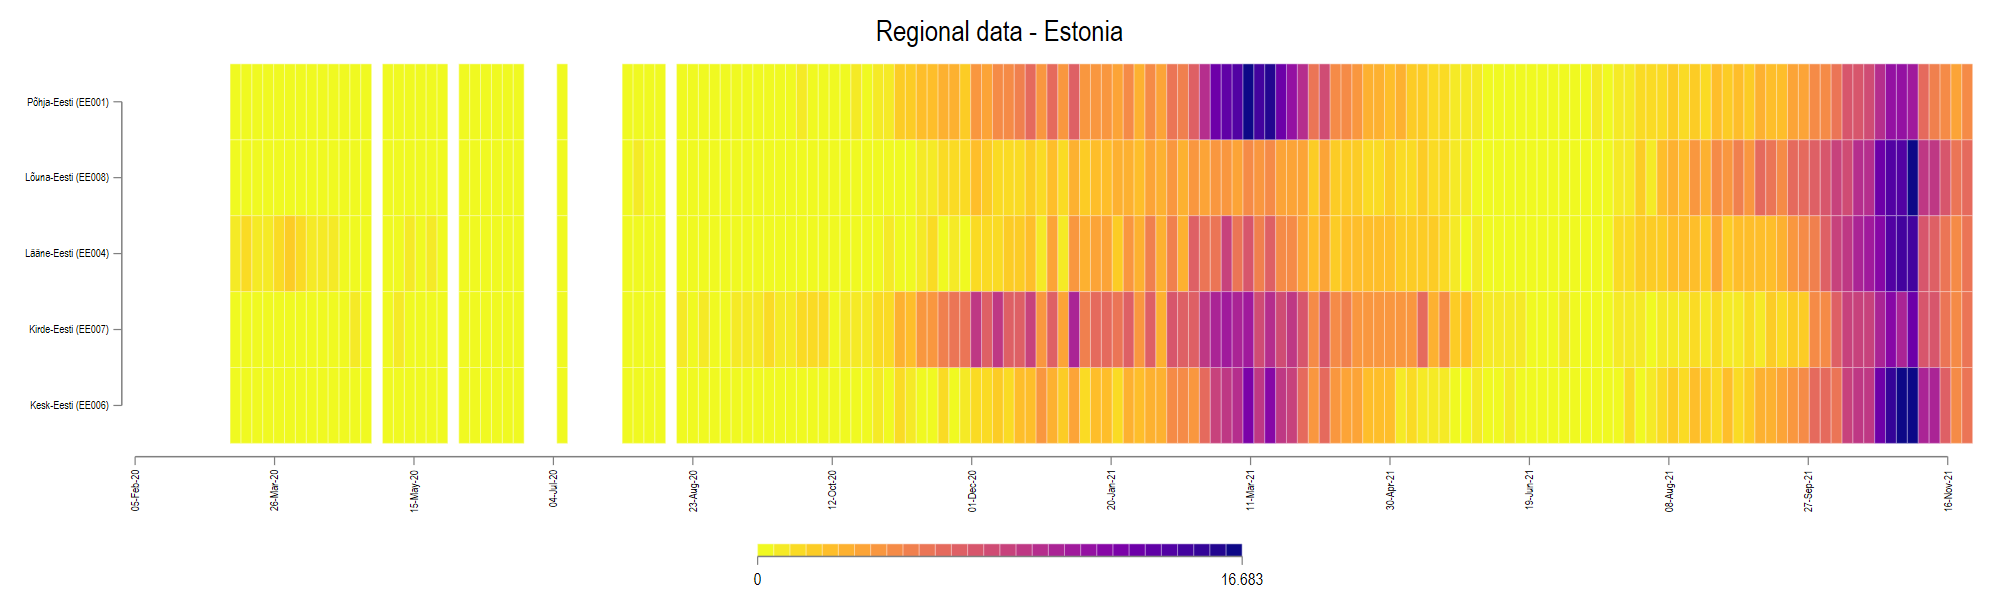 Regional data - Estonia
Põhja-Eesti (EE001)
Lõuna-Eesti (EE008)
Lääne-Eesti (EE004)
Kirde-Eesti (EE007)
Kesk-Eesti (EE006)
05-Feb-20
26-Mar-20
15-May-20
04-Jul-20
23-Aug-20
12-Oct-20
01-Dec-20
20-Jan-21
11-Mar-21
30-Apr-21
19-Jun-21
08-Aug-21
27-Sep-21
16-Nov-21
0
16.683